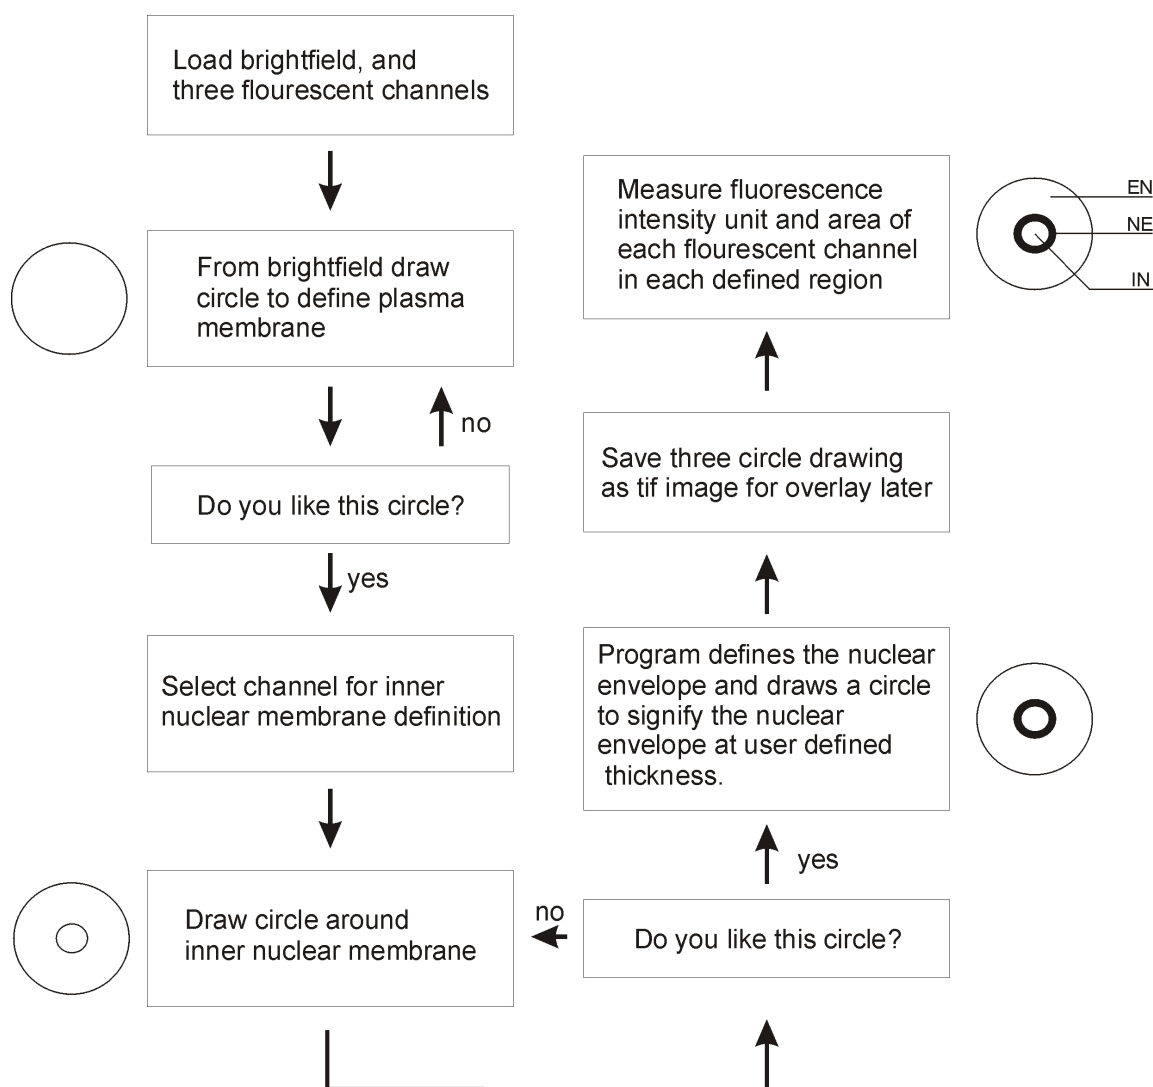 Load brightfield, and
three flourescent channels
From brightfield draw
circle to define plasma
membrane
no
Do you like this circle?
yes
Select channel for inner
nuclear membrane definition
Draw circle around
inner nuclear membrane
no
Do you like this circle?
yes
Program defines the nuclear
envelope and draws a circle
to signify the nuclear
envelope at user defined
thickness.
Save three circle drawing
as tif image for overlay later
Measure fluorescence
intensity unit and area of
each flourescent channel
in each defined region
EN
NE
IN